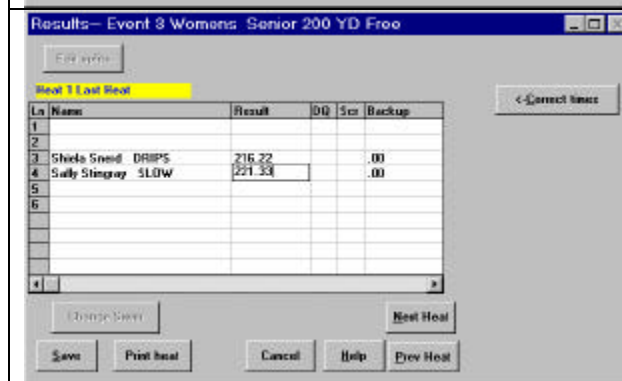 Results— Event 3 Womens Senior 200 YD Free
Heat 1 Last Heat
<-Correct times
Ln Name Result DQ Scr Backup
1
2
3 Shiela Sneid DRIPS 216.22 .00
4 Sally Stingray SLOW 221.33 .00
5
6
Next Heat
Save Print heat Cancel Help Prev Heat